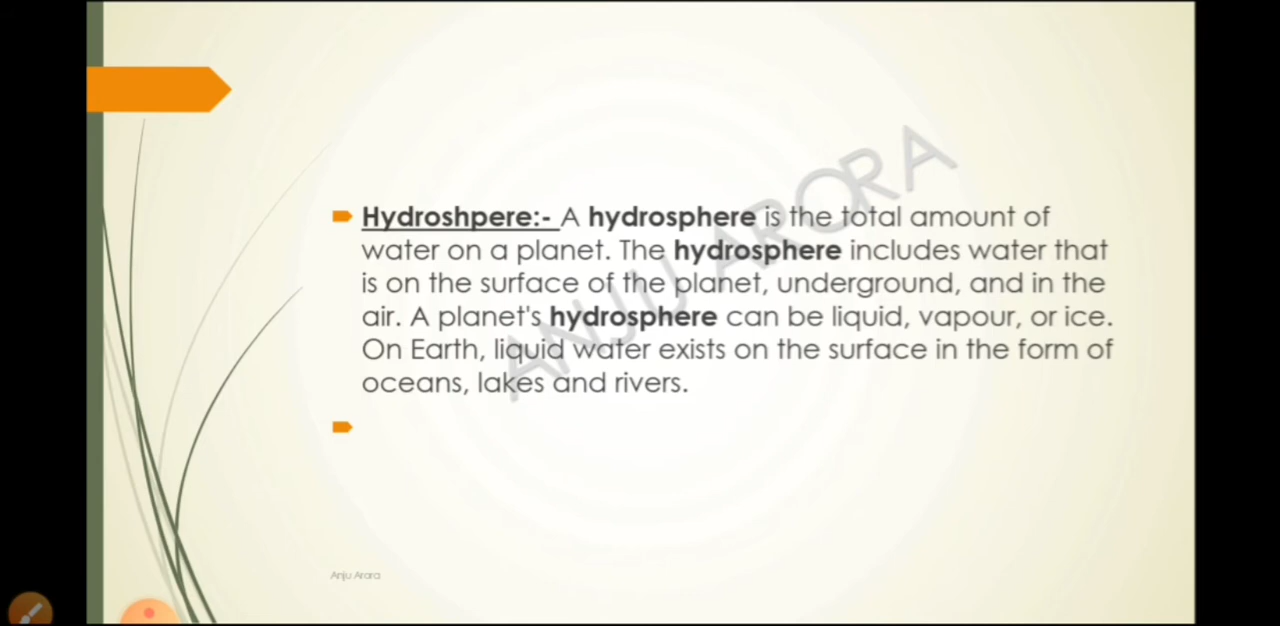 Hydroshpere:- A hydrosphere is the total amount of
water on a planet. The hydrosphere includes water that
is on the surface of the planet, underground, and in the
air. A planet's hydrosphere can be liquid, vapour, or ice.
On Earth, liquid water exists on the surface in the form of
oceans, lakes and rivers.
ANJU ARORA
Anju Arora